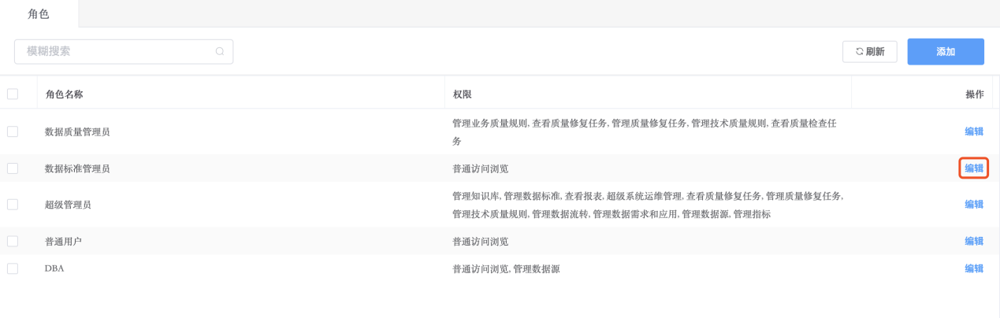 角色
模糊搜索
刷新
添加
角色名称 权限 操作
数据质量管理员 管理业务质量规则, 查看质量修复任务, 管理质量修复任务, 管理技术质量规则, 查看质量检查任 编辑
务
数据标准管理员 普通访问浏览 编辑
超级管理员 管理知识库, 管理数据标准, 查看报表, 超级系统运维管理, 查看质量修复任务, 管理质量修复任务, 编辑
管理技术质量规则, 管理数据流转, 管理数据需求和应用, 管理数据源, 管理指标
普通用户 普通访问浏览 编辑
DBA 普通访问浏览, 管理数据源 编辑